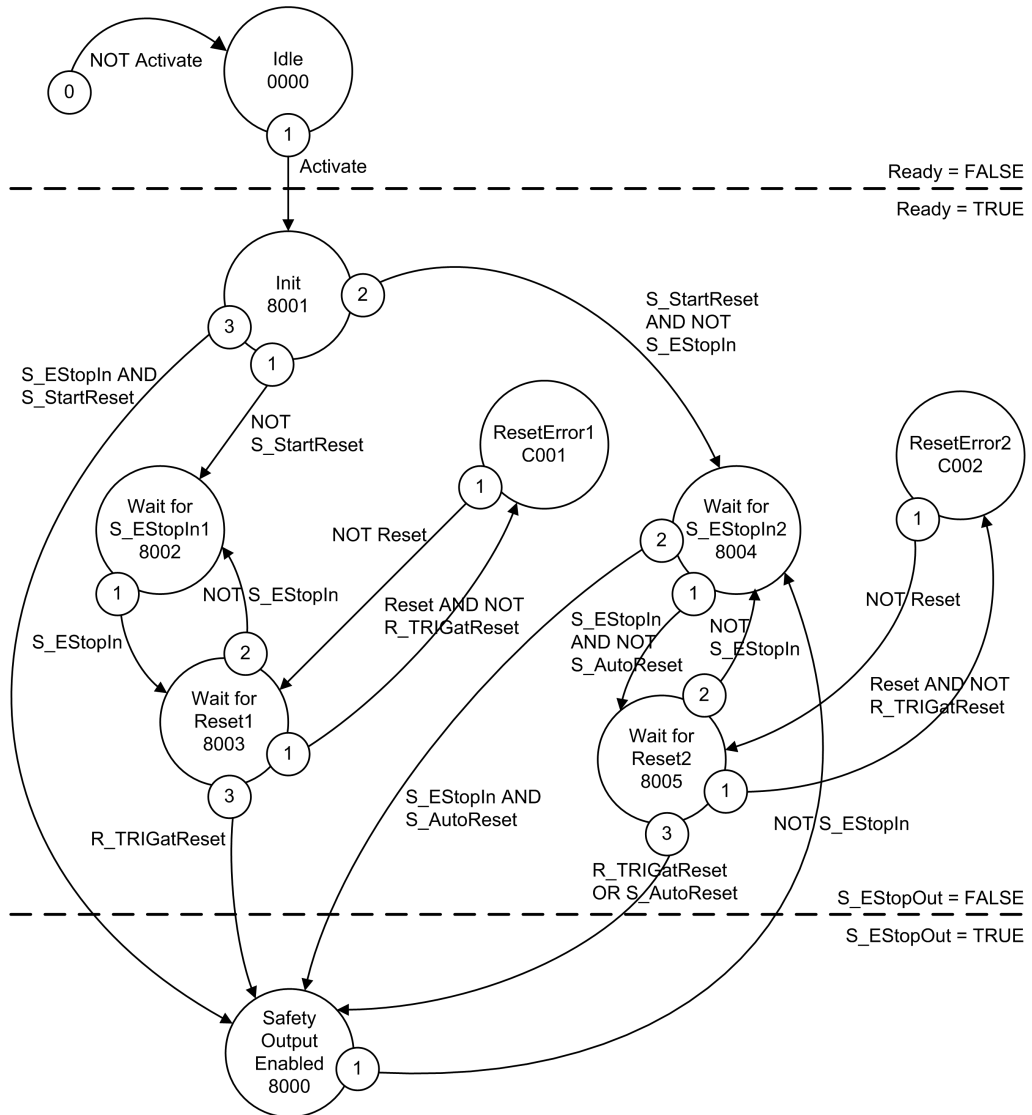 Idle
0000
NOT Activate
0
1
Activate
Ready = FALSE
Ready = TRUE
Init
8001
2
3
1
S_StartReset
AND NOT
S_EStopIn
S_EStopIn AND
S_StartReset
NOT
S_StartReset
ResetError1
C001
1
ResetError2
C002
1
Wait for
S_EStopIn1
8002
1
Wait for
S_EStopIn2
8004
2
1
NOT Reset
NOT S_EStopIn
Reset AND NOT
R_TRIGatReset
S_EStopIn
S_EStopIn
AND NOT
S_AutoReset
NOT
S_EStopIn
NOT Reset
Reset AND NOT
R_TRIGatReset
2
Wait for
Reset1
8003
1
3
2
Wait for
Reset2
8005
1
3
R_TRIGatReset
S_EStopIn AND
S_AutoReset
NOT S_EStopIn
R_TRIGatReset
OR S_AutoReset
S_EStopOut = FALSE
S_EStopOut = TRUE
Safety
Output
Enabled
8000
1